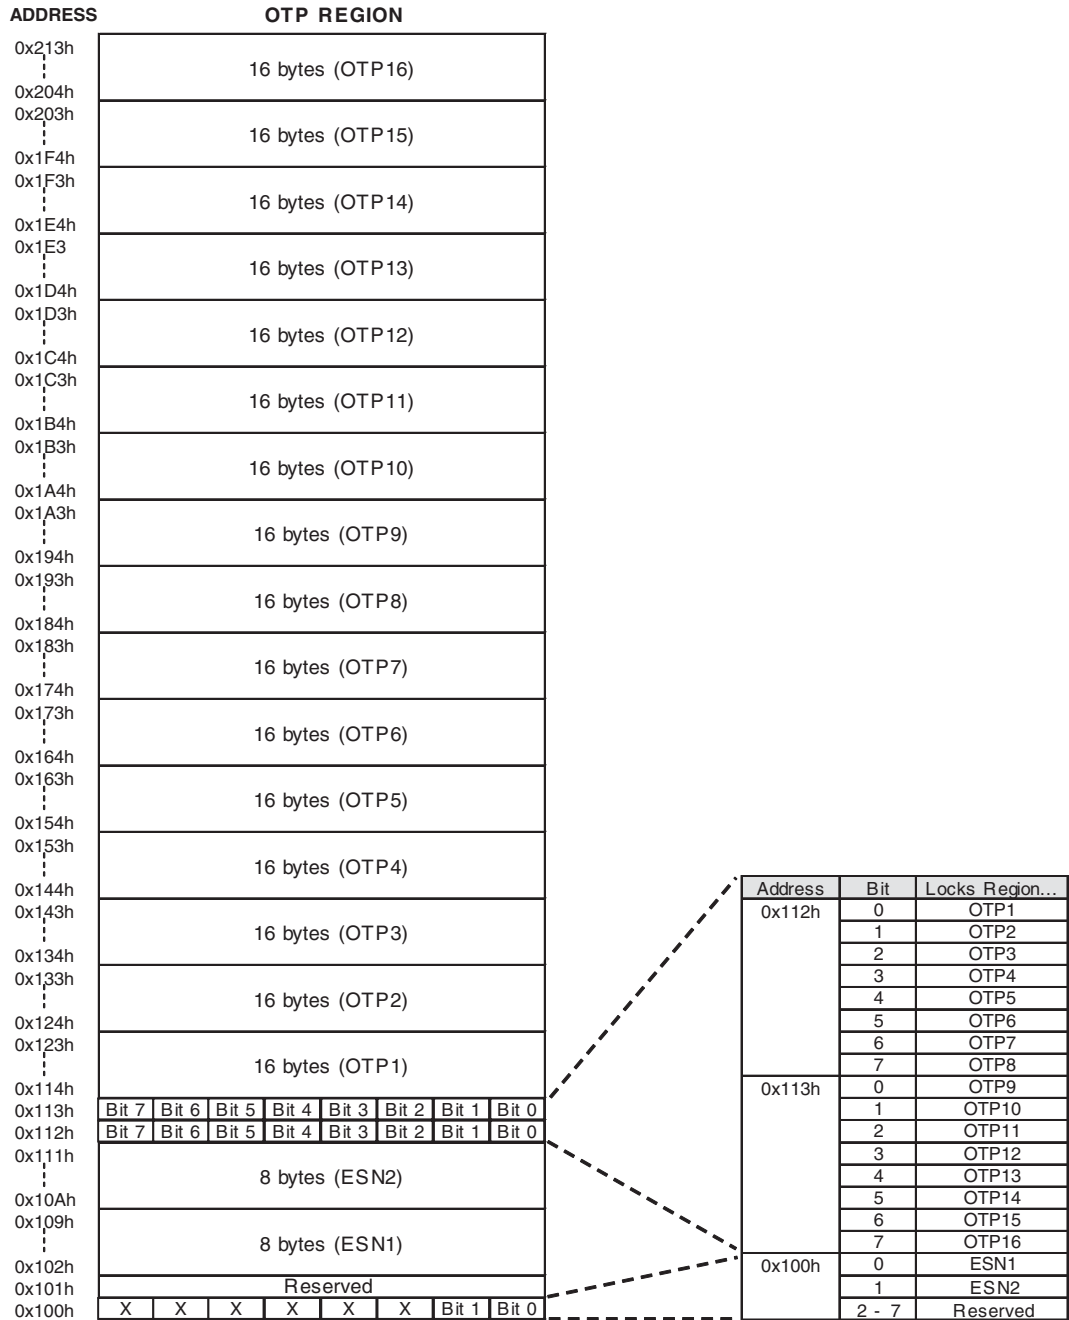 ADDRESS OTP REGION
0x213h
16 bytes (OTP16)
0x204h
0x203h
16 bytes (OTP15)
0x1F4h
0x1F3h
16 bytes (OTP14)
0x1E4h
0x1E3
16 bytes (OTP13)
0x1D4h
0x1D3h
16 bytes (OTP12)
0x1C4h
0x1C3h
16 bytes (OTP11)
0x1B4h
0x1B3h
16 bytes (OTP10)
0x1A4h
0x1A3h
16 bytes (OTP9)
0x194h
0x193h
16 bytes (OTP8)
0x184h
0x183h
16 bytes (OTP7)
0x174h
0x173h
16 bytes (OTP6)
0x164h
0x163h
16 bytes (OTP5)
0x154h
0x153h
16 bytes (OTP4)
0x144h
0x143h
16 bytes (OTP3)
0x134h
0x133h
16 bytes (OTP2)
0x124h
0x123h
16 bytes (OTP1)
0x114h
0x113h Bit 7 Bit 6 Bit 5 Bit 4 Bit 3 Bit 2 Bit 1 Bit 0
0x112h Bit 7 Bit 6 Bit 5 Bit 4 Bit 3 Bit 2 Bit 1 Bit 0
0x111h
8 bytes (ESN2)
0x10Ah
0x109h
8 bytes (ESN1)
0x102h
0x101h Reserved
0x100h X X X X X X Bit 1 Bit 0
Address Bit Locks Region...
0x112h 0 OTP1
1 OTP2
2 OTP3
3 OTP4
4 OTP5
5 OTP6
6 OTP7
7 OTP8
0x113h 0 OTP9
1 OTP10
2 OTP11
3 OTP12
4 OTP13
5 OTP14
6 OTP15
7 OTP16
0x100h 0 ESN1
1 ESN2
2 - 7 Reserved